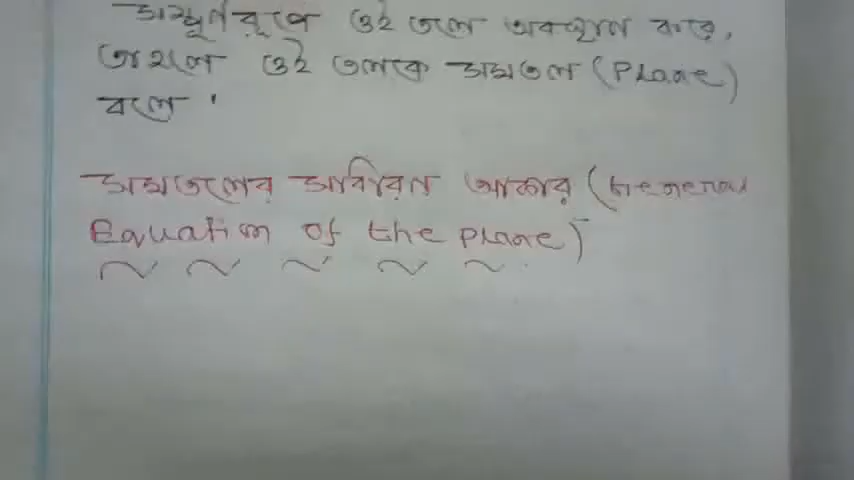 সম্পূর্ণরূপে ওই তলে অবস্থান করে,
তাহলে ওই তলকে সমতল (Plane)
বলে।
সমতলের সাধারণ আকার (General
Equation of the plane)